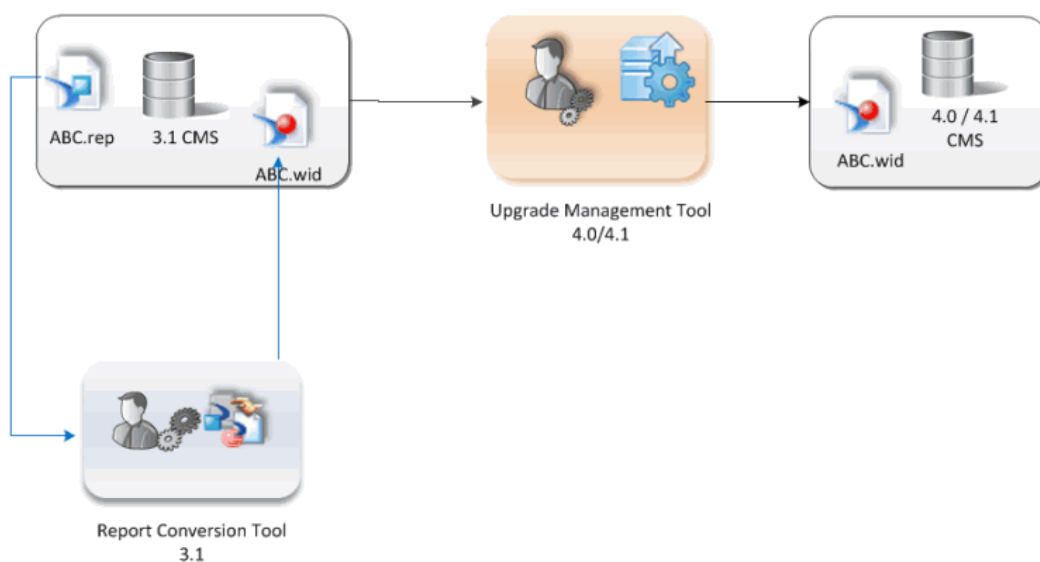 ABC.rep
3.1 CMS
ABC.wid
Upgrade Management Tool
4.0/4.1
ABC.wid
4.0 / 4.1
CMS
Report Conversion Tool
3.1